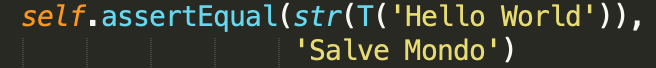 self.assertEqual(str(T('Hello World')),
'Salve Mondo')